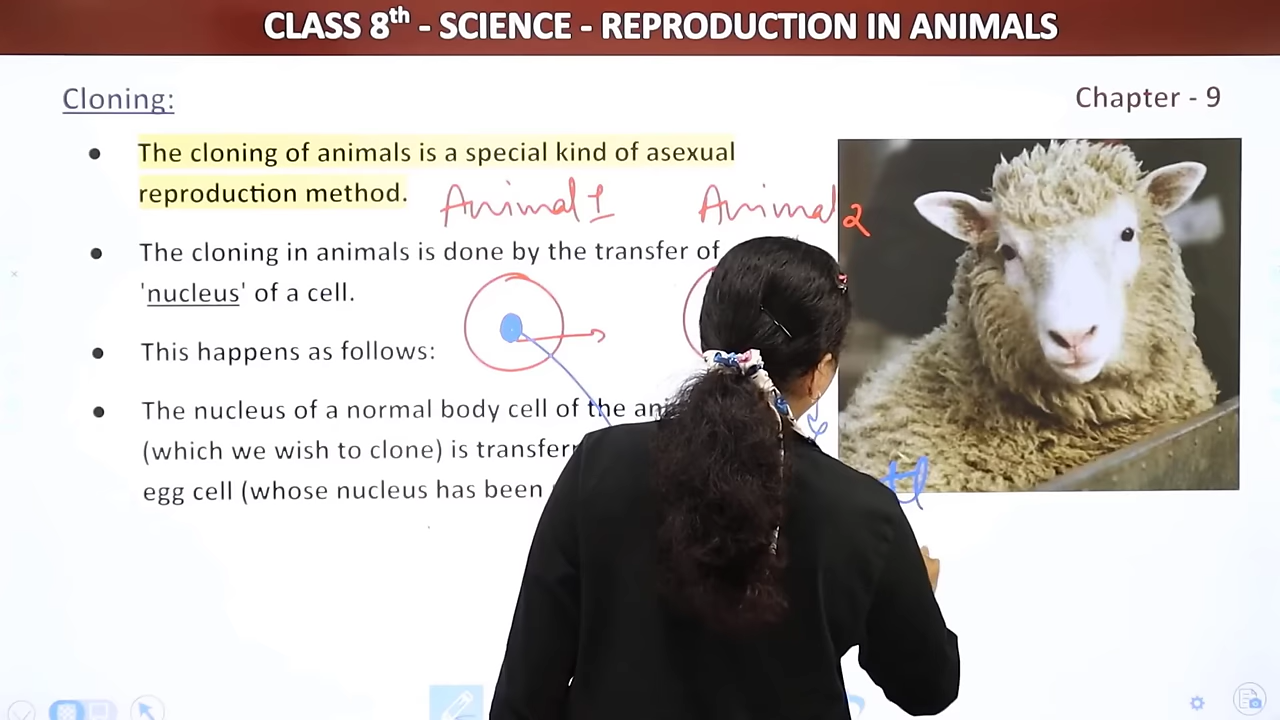 CLASS 8th - SCIENCE - REPRODUCTION IN ANIMALS
Cloning:
Chapter - 9
• The cloning of animals is a special kind of asexual
reproduction method.
Animal 1
Animal 2
• The cloning in animals is done by the transfer of
'nucleus' of a cell.
• This happens as follows:
• The nucleus of a normal body cell of the
(which we wish to clone) is
egg cell (whose nucleus has been